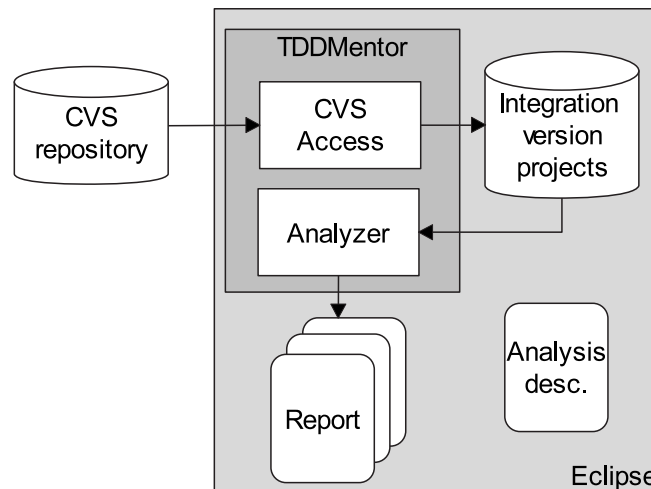 TDDMentor
CVS
repository
CVS
Access
Integration
version
projects
Analyzer
Analysis
desc.
Report
Eclipse